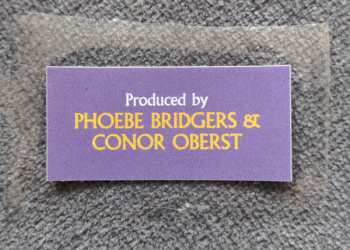 Produced by
PHOEBE BRIDGERS &
CONOR OBERST